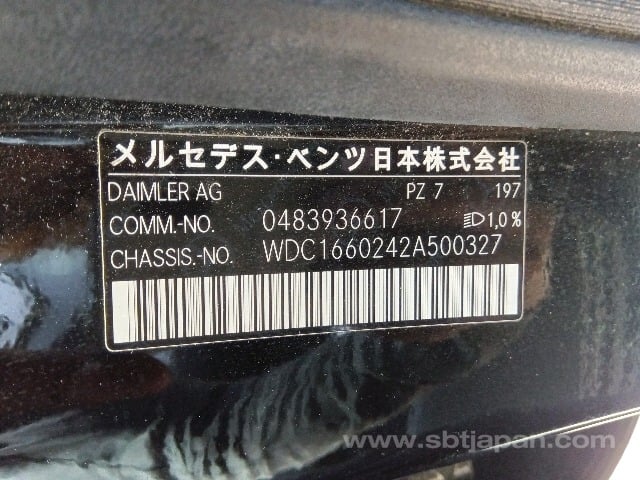 メルセデス・ベンツ日本株式会社
DAIMLER AG PZ 7 197
COMM.-NO. 0483936617 1,0%
CHASSIS.-NO. WDC1660242A500327
www.sbtjapan.com